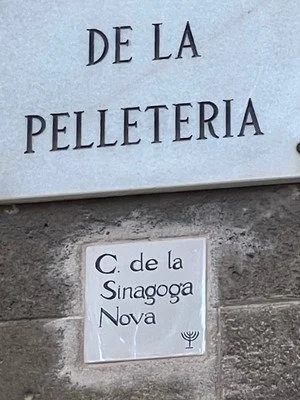 DE LA
PELLETERIA
C. de la
Sinagoga
Nova